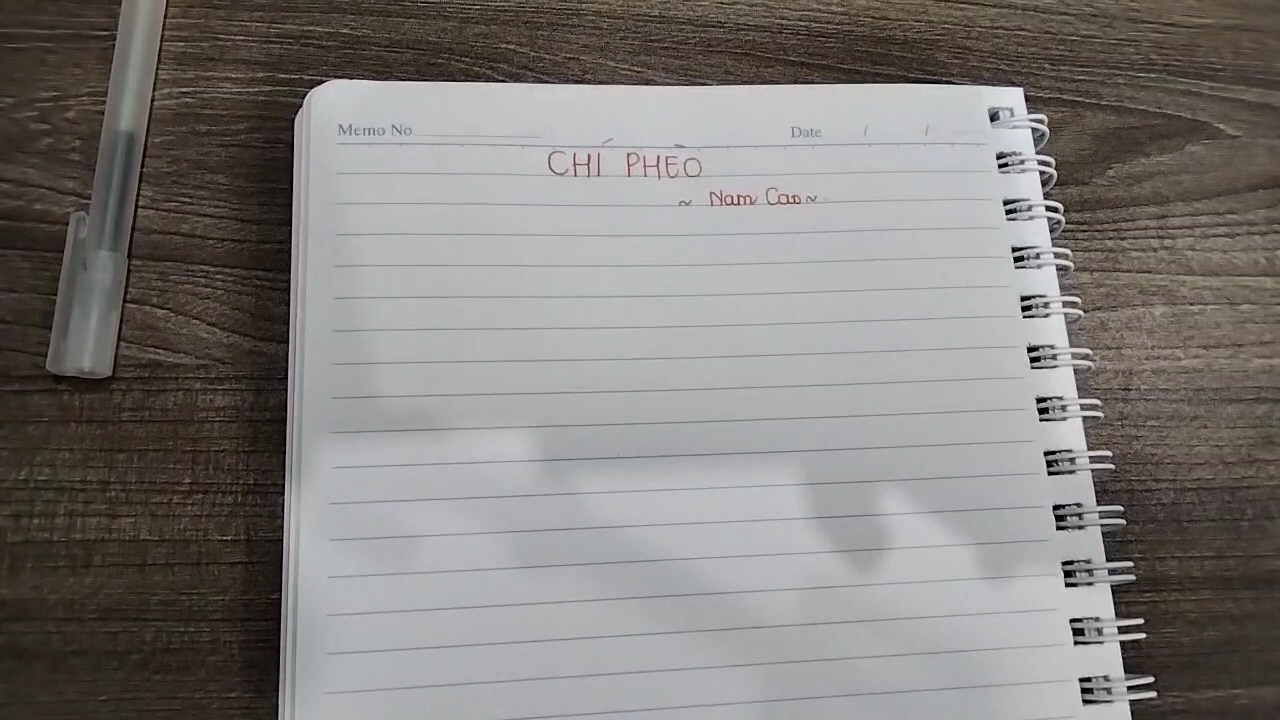 Memo No
Date / /
CHÍ PHÈO
~ Nam Cao ~